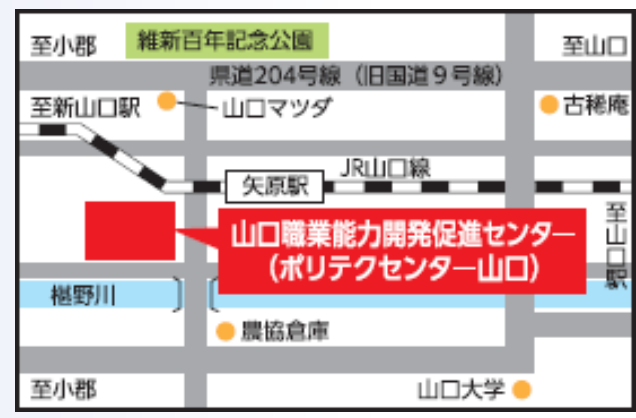 至小郡
維新百年記念公園
至山口
県道204号線（旧国道９号線）
至新山口駅
山口マツダ
古稀庵
JR山口線
矢原駅
山口職業能力開発促進センター
（ポリテクセンター山口）
至山口駅
椹野川
農協倉庫
至小郡
山口大学